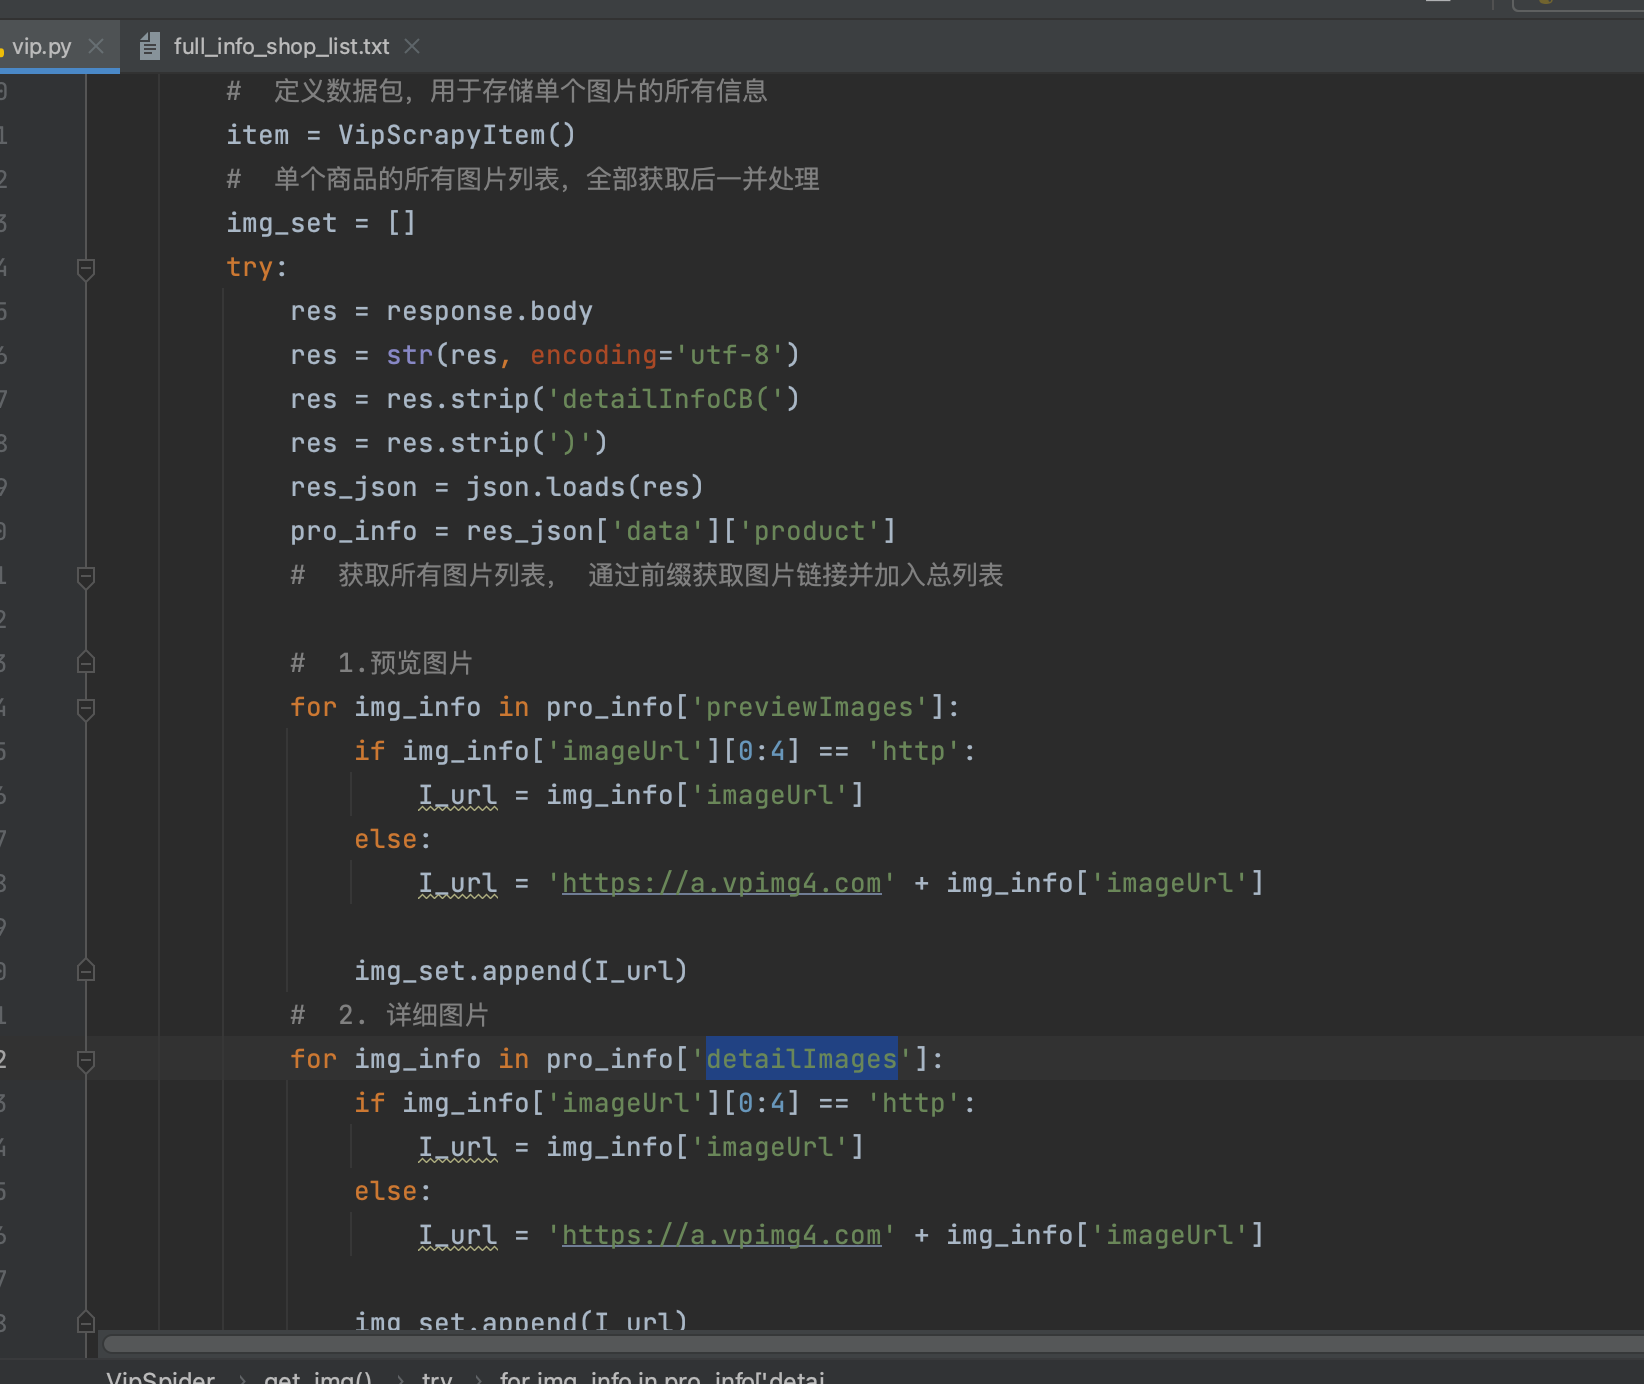 vip.py full_info_shop_list.txt
# 定义数据包，用于存储单个图片的所有信息
item = VipScrapyItem()
# 单个商品的所有图片列表，全部获取后一并处理
img_set = []
try:
res = response.body
res = str(res, encoding='utf-8')
res = res.strip('detailInfoCB(')
res = res.strip(')')
res_json = json.loads(res)
pro_info = res_json['data']['product']
# 获取所有图片列表， 通过前缀获取图片链接并加入总列表
# 1.预览图片
for img_info in pro_info['previewImages']:
if img_info['imageUrl'][0:4] == 'http':
I_url = img_info['imageUrl']
else:
I_url = 'https://a.vpimg4.com' + img_info['imageUrl']
img_set.append(I_url)
# 2. 详细图片
for img_info in pro_info['detailImages']:
if img_info['imageUrl'][0:4] == 'http':
I_url = img_info['imageUrl']
else:
I_url = 'https://a.vpimg4.com' + img_info['imageUrl']
img_set.append(I_url)
VipSpider › get_img() › try › for img_info in pro_info['detai...